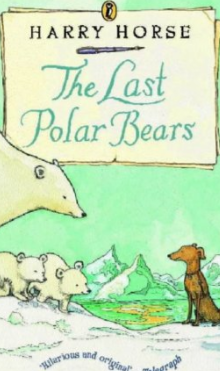 HARRY HORSE
The Last
Polar Bears
'Hilarious and original' Telegraph